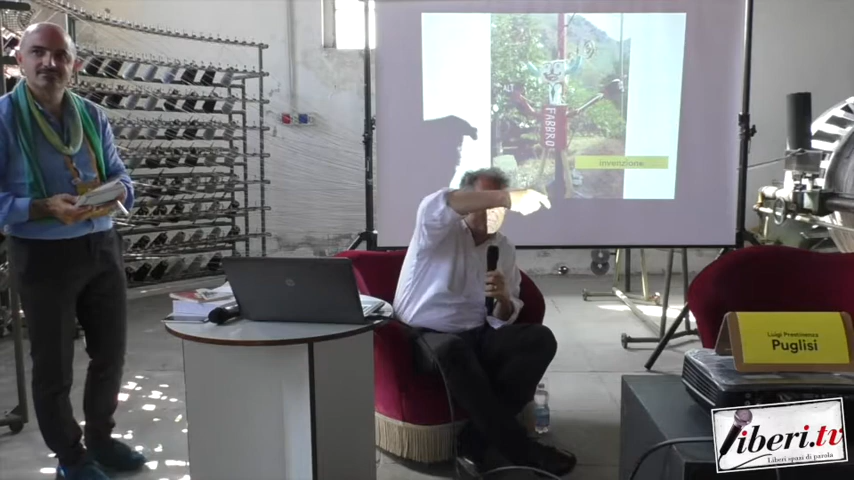 FABBRO
invenzione
Luigi Prestinenza
Puglisi
liberi.tv
Liberi spazi di parola